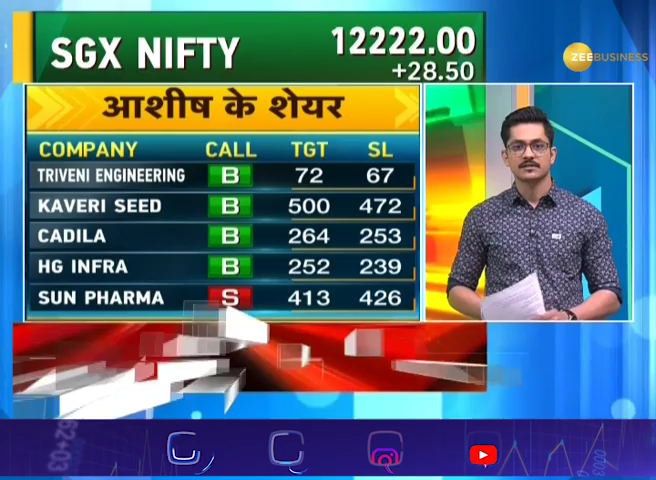 SGX NIFTY 12222.00
+28.50
ZEEBUSINESS
आशीष के शेयर
COMPANY CALL TGT SL
TRIVENI ENGINEERING B 72 67
KAVERI SEED B 500 472
CADILA B 264 253
HG INFRA B 252 239
SUN PHARMA S 413 426